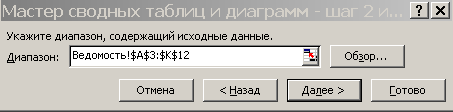 Мастер сводных таблиц и диаграмм - шаг 2 и...
Укажите диапазон, содержащий исходные данные.
Диапазон: Ведомость!$A$3:$K$12 Обзор...
Отмена < Назад Далее > Готово